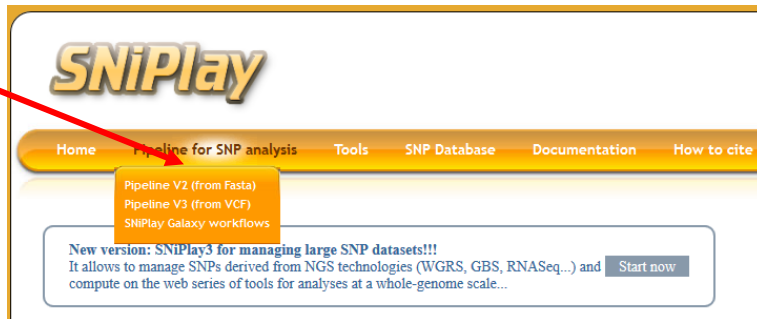 SNiPlay
Home Pipeline for SNP analysis Tools SNP Database Documentation How to cite
Pipeline V2 (from Fasta)
Pipeline V3 (from VCF)
SNiPlay Galaxy workflows
New version: SNiPlay3 for managing large SNP datasets!!!
It allows to manage SNPs derived from NGS technologies (WGRS, GBS, RNASeq...) and Start now
compute on the web series of tools for analyses at a whole-genome scale...